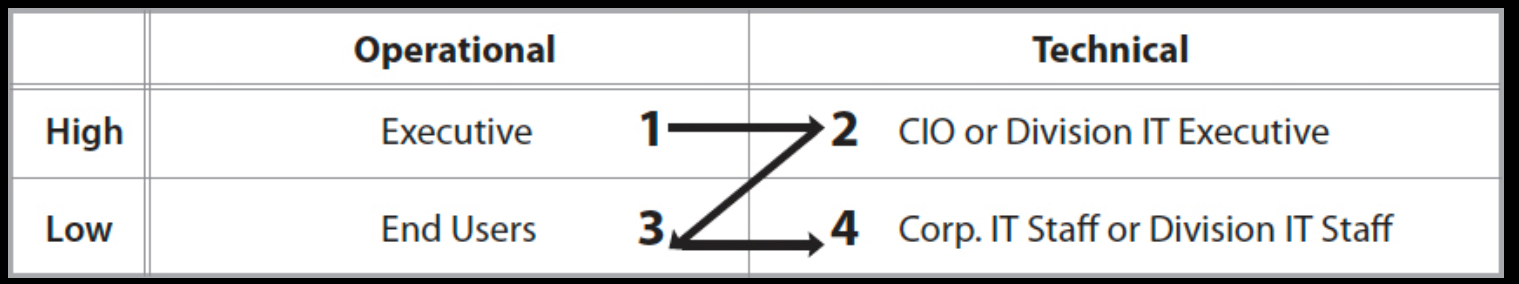 Operational Technical
High Executive 1 2 CIO or Division IT Executive
Low End Users 3 4 Corp. IT Staff or Division IT Staff